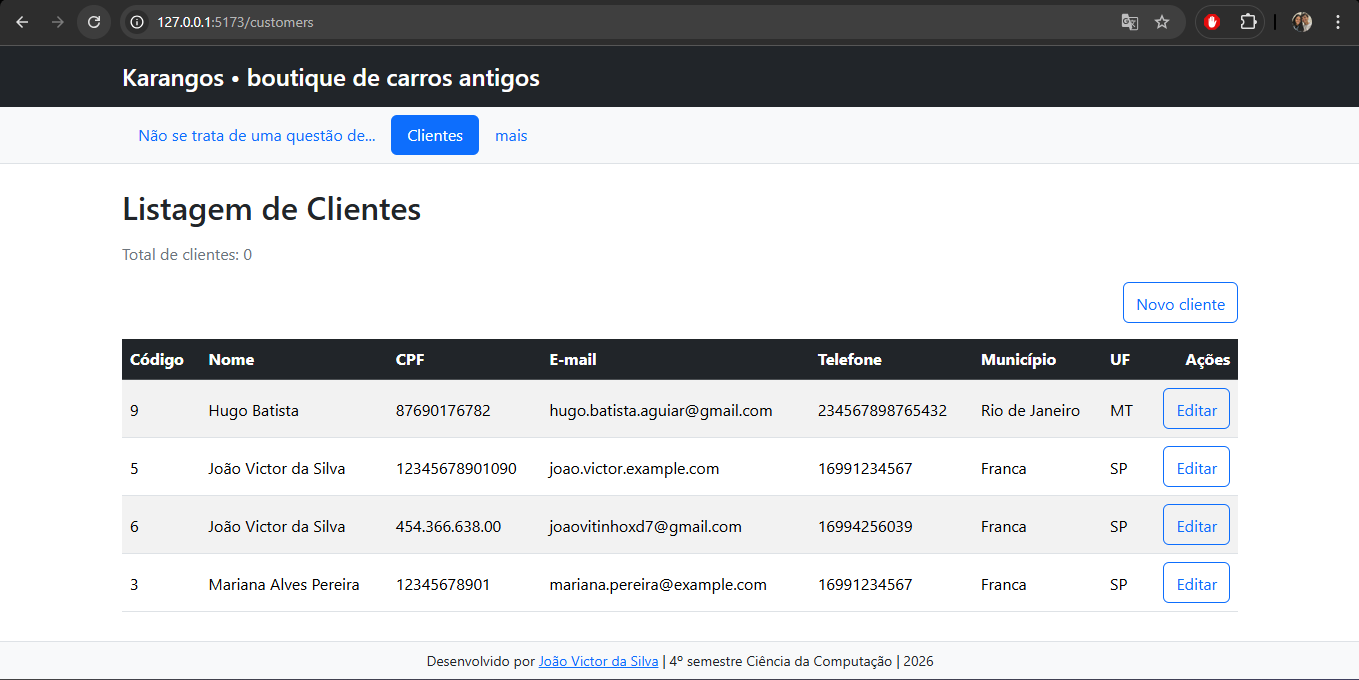 127.0.0.1:5173/customers
Karangos • boutique de carros antigos
Não se trata de uma questão de... Clientes mais
Listagem de Clientes
Total de clientes: 0
Novo cliente
Código Nome CPF E-mail Telefone Município UF Ações
9 Hugo Batista 87690176782 hugo.batista.aguiar@gmail.com 234567898765432 Rio de Janeiro MT Editar
5 João Victor da Silva 12345678901090 joao.victor.example.com 16991234567 Franca SP Editar
6 João Victor da Silva 454.366.638.00 joaovitinhoxd7@gmail.com 16994256039 Franca SP Editar
3 Mariana Alves Pereira 12345678901 mariana.pereira@example.com 16991234567 Franca SP Editar
Desenvolvido por João Victor da Silva | 4º semestre Ciência da Computação | 2026